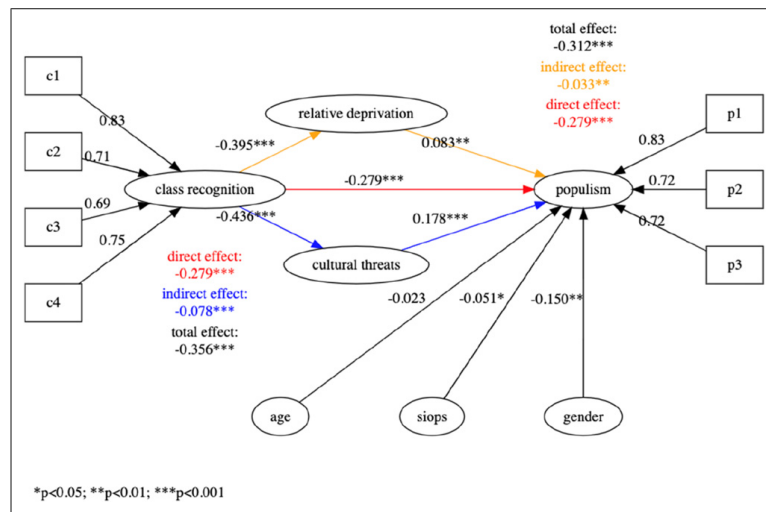 total effect:
-0.312***
indirect effect:
-0.033**
direct effect:
-0.279***
c1
0.83
c2
0.71
c3
0.69
c4
0.75
relative deprivation
-0.395***
0.083**
class recognition
-0.279***
populism
-0.436***
0.178***
cultural threats
p1
0.83
p2
0.72
p3
0.72
direct effect:
-0.279***
indirect effect:
-0.078***
total effect:
-0.356***
-0.023
-0.051*
-0.150**
age
siops
gender
*p<0.05; **p<0.01; ***p<0.001